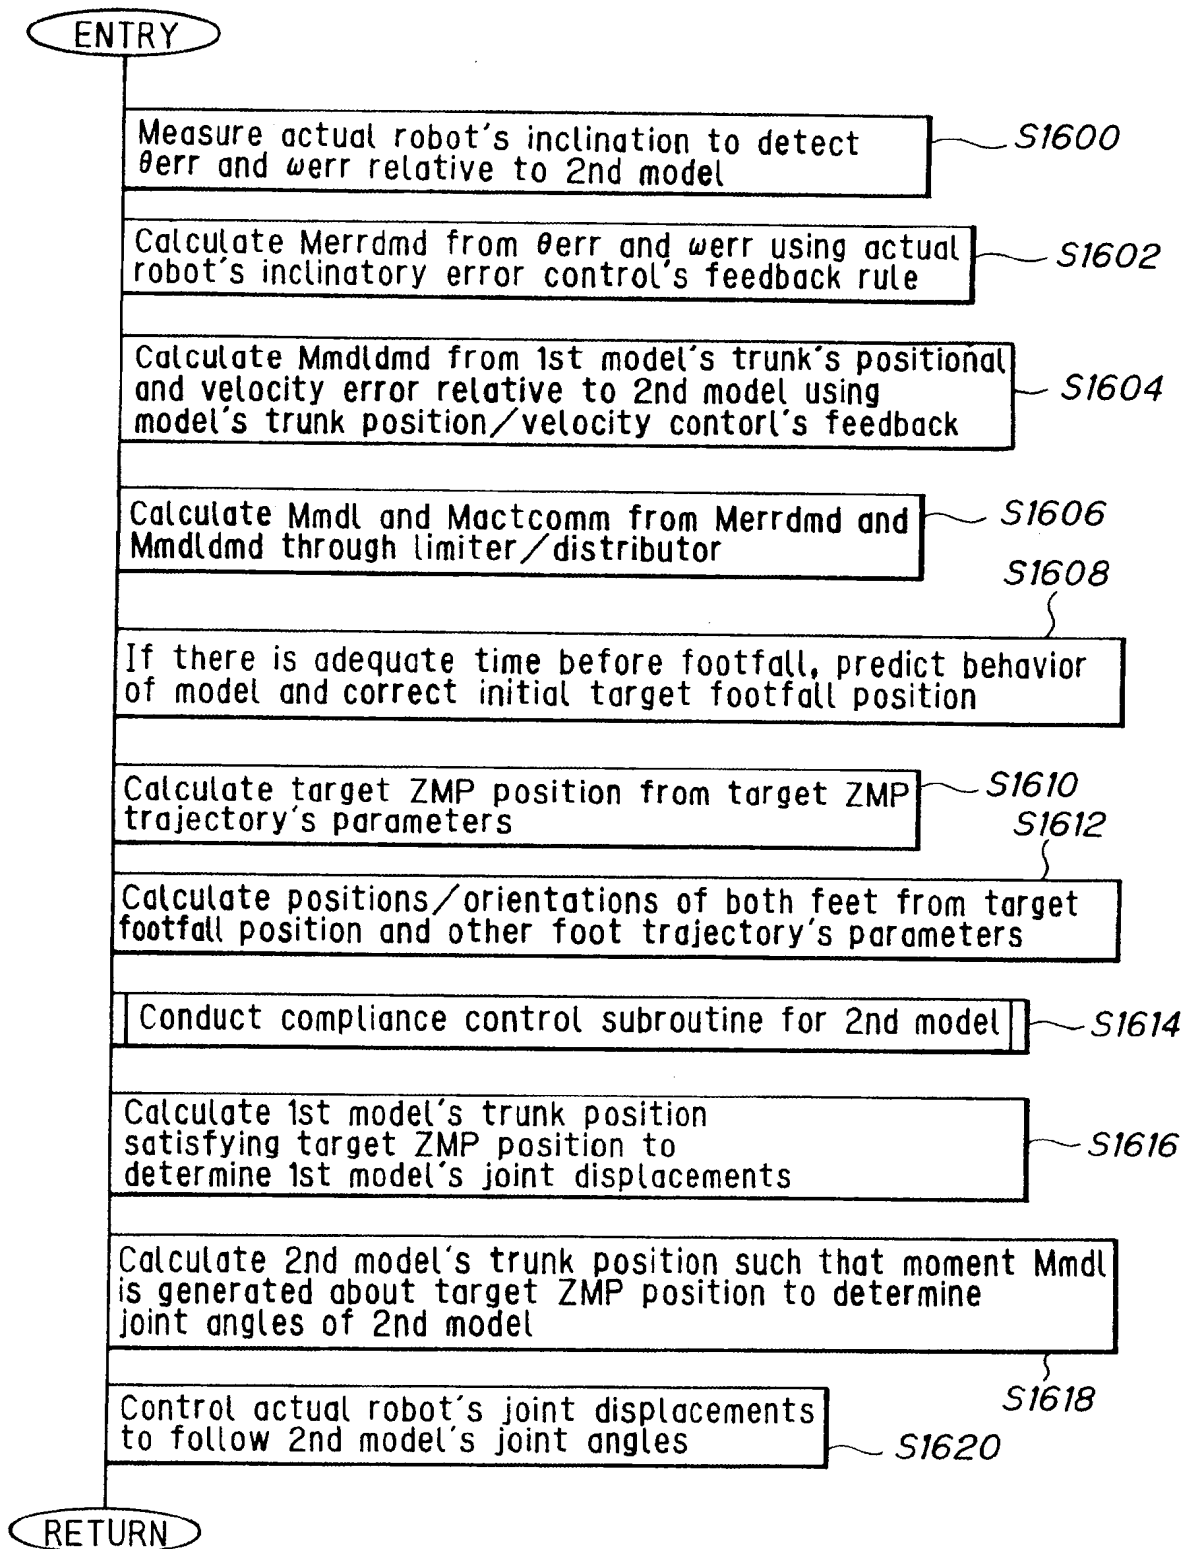 ENTRY
Measure actual robot's inclination to detect
θerr and ωerr relative to 2nd model
S1600
Calculate Merrdmd from θerr and ωerr using actual
robot's inclinatory error control's feedback rule
S1602
Calculate Mmdldmd from 1st model's trunk's positional
and velocity error relative to 2nd model using
model's trunk position/velocity contorl's feedback
S1604
Calculate Mmdl and Mactcomm from Merrdmd and
Mmdldmd through limiter/distributor
S1606
S1608
If there is adequate time before footfall, predict behavior
of model and correct initial target footfall position
Calculate target ZMP position from target ZMP
trajectory's parameters
S1610
S1612
Calculate positions/orientations of both feet from target
footfall position and other foot trajectory's parameters
Conduct compliance control subroutine for 2nd model
S1614
Calculate 1st model's trunk position
satisfying target ZMP position to
determine 1st model's joint displacements
S1616
Calculate 2nd model's trunk position such that moment Mmdl
is generated about target ZMP position to determine
joint angles of 2nd model
S1618
Control actual robot's joint displacements
to follow 2nd model's joint angles
S1620
RETURN